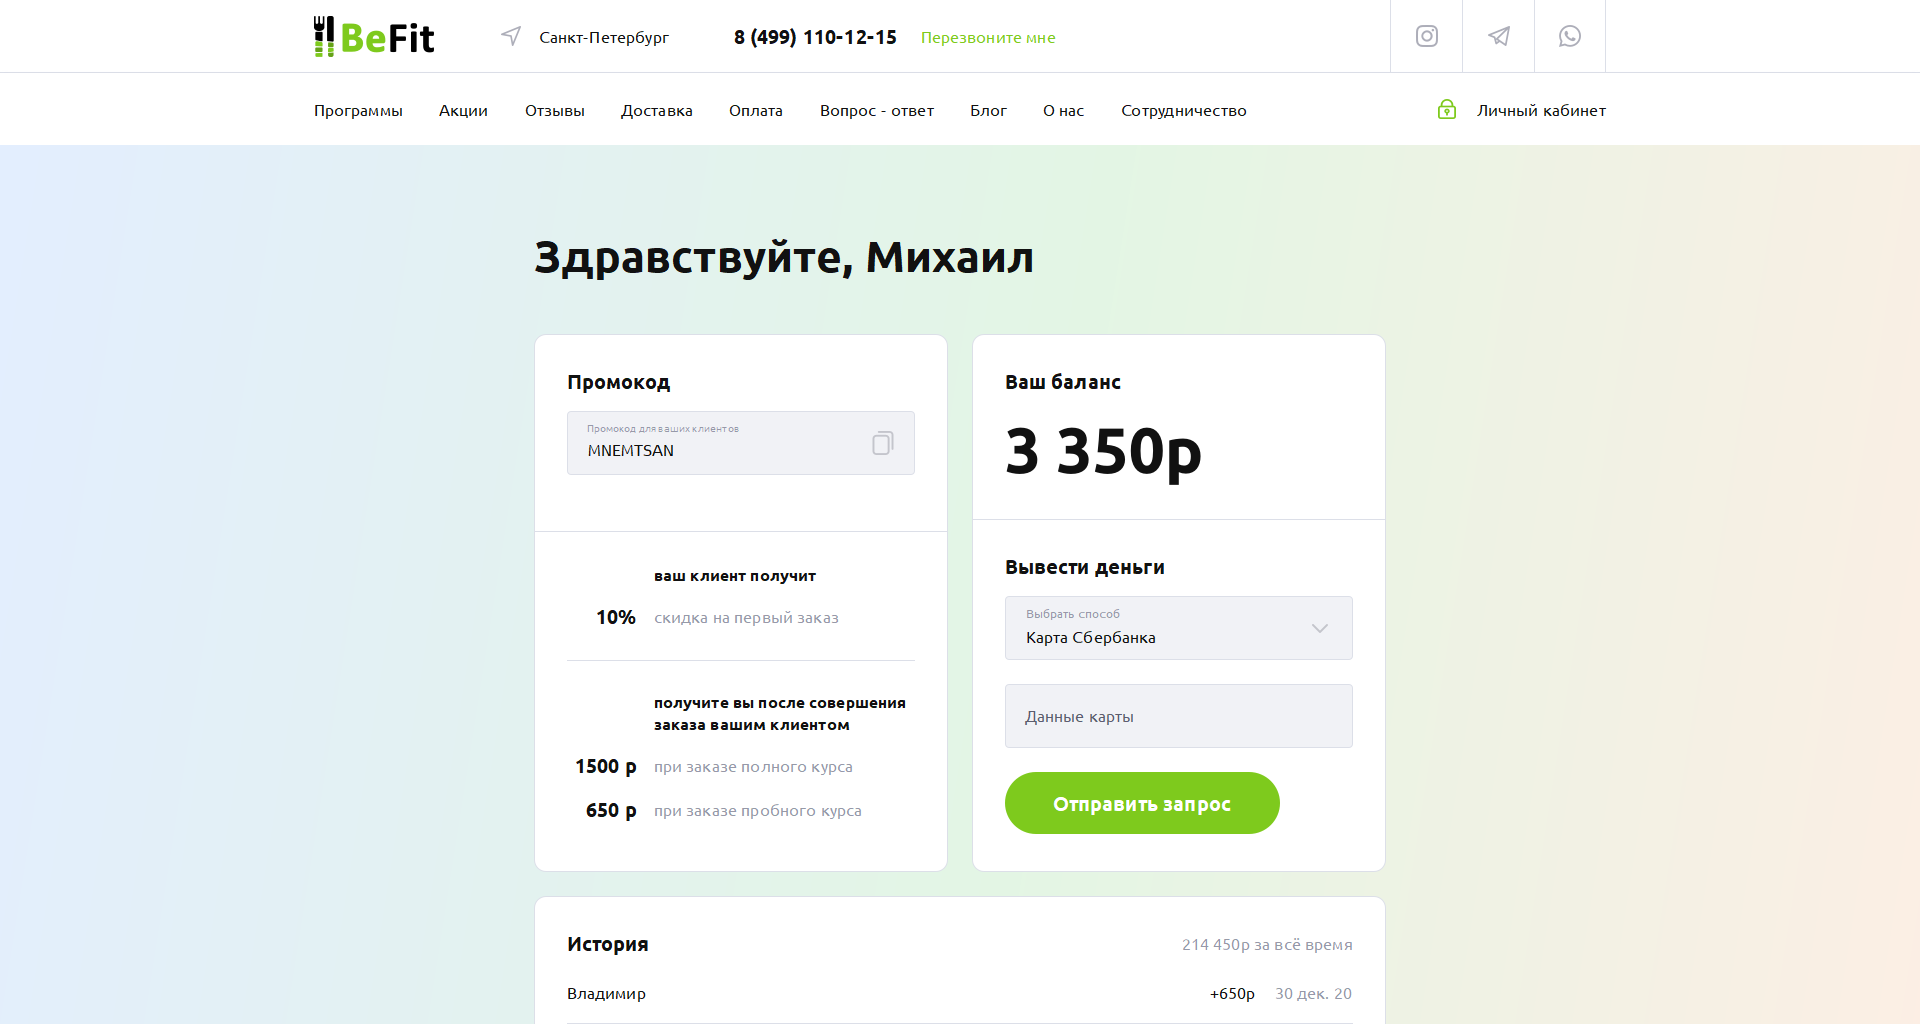 BeFit
Санкт-Петербург
8 (499) 110-12-15
Перезвоните мне
Программы
Акции
Отзывы
Доставка
Оплата
Вопрос - ответ
Блог
О нас
Сотрудничество
Личный кабинет
Здравствуйте, Михаил
Промокод
Промокод для ваших клиентов
MNEMTSAN
ваш клиент получит
10% скидка на первый заказ
получите вы после совершения
заказа вашим клиентом
1500 р при заказе полного курса
650 р при заказе пробного курса
Ваш баланс
3 350р
Вывести деньги
Выбрать способ
Карта Сбербанка
Данные карты
Отправить запрос
История
214 450р за всё время
Владимир
+650р 30 дек. 20